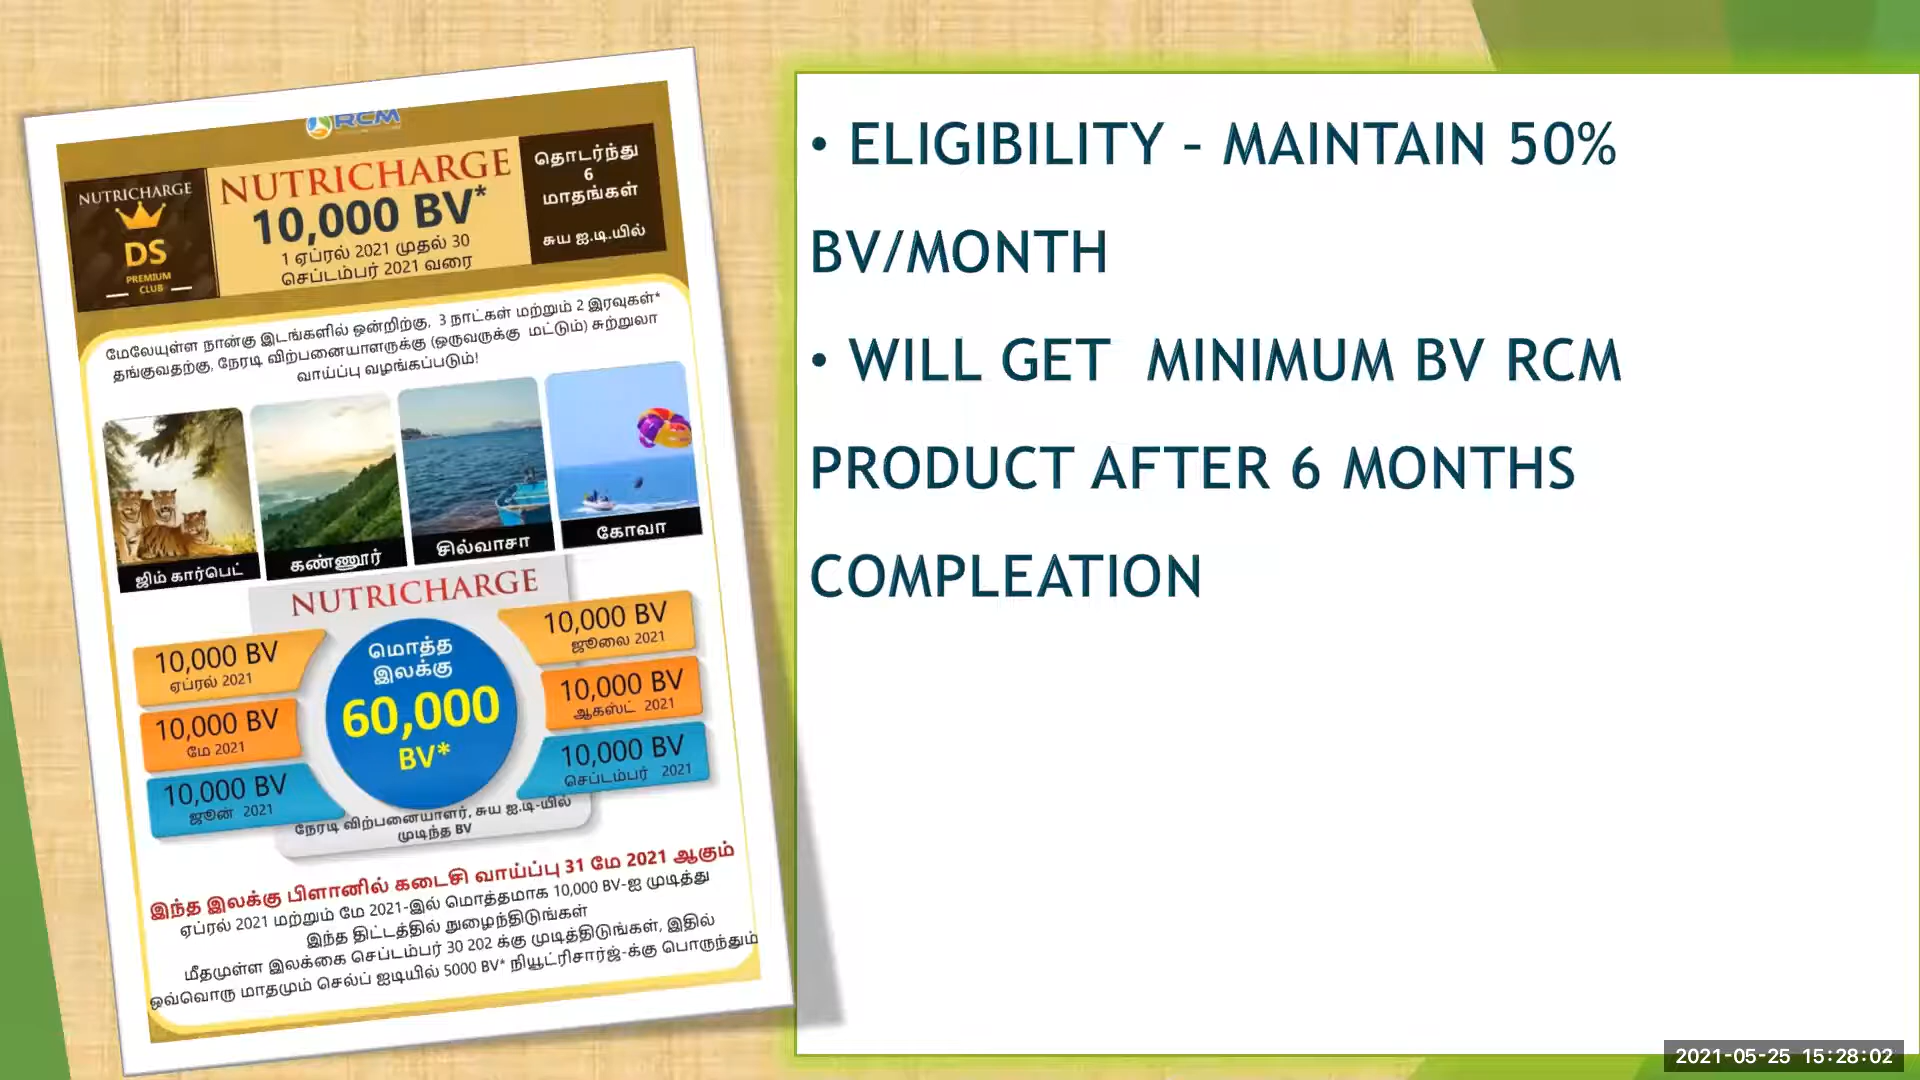 RCM
NUTRICHARGE
DS
PREMIUM
CLUB
NUTRICHARGE
10,000 BV*
1 ஏப்ரல் 2021 முதல் 30
செப்டம்பர் 2021 வரை
தொடர்ந்து
6
மாதங்கள்
சுய ஐ.டி.யில்
மேலேயுள்ள நான்கு இடங்களில் ஒன்றிற்கு, 3 நாட்கள் மற்றும் 2 இரவுகள்*
தங்குவதற்கு, நேரடி விற்பனையாளருக்கு (ஒருவருக்கு மட்டும்) சுற்றுலா
வாய்ப்பு வழங்கப்படும்!
ஜிம் கார்பெட்
கண்ணூர்
சில்வாசா
கோவா
NUTRICHARGE
10,000 BV
ஏப்ரல் 2021
10,000 BV
மே 2021
10,000 BV
ஜூன் 2021
மொத்த
இலக்கு
60,000
BV*
10,000 BV
ஜூலை 2021
10,000 BV
ஆகஸ்ட் 2021
10,000 BV
செப்டம்பர் 2021
நேரடி விற்பனையாளர், சுய ஐ.டி-யில்
முடிந்த BV
இந்த இலக்கு பிளானில் கடைசி வாய்ப்பு 31 மே 2021 ஆகும்
ஏப்ரல் 2021 மற்றும் மே 2021-இல் மொத்தமாக 10,000 BV-ஐ முடித்து
இந்த திட்டத்தில் நுழைந்திடுங்கள்
மீதமுள்ள இலக்கை செப்டம்பர் 30 202 க்கு முடித்திடுங்கள், இதில்
ஒவ்வொரு மாதமும் செல்ப் ஐடியில் 5000 BV* நியூட்ரிசார்ஜ்-க்கு பொருந்தும்
• ELIGIBILITY – MAINTAIN 50%
BV/MONTH
• WILL GET MINIMUM BV RCM
PRODUCT AFTER 6 MONTHS
COMPLEATION
2021-05-25 15:28:02